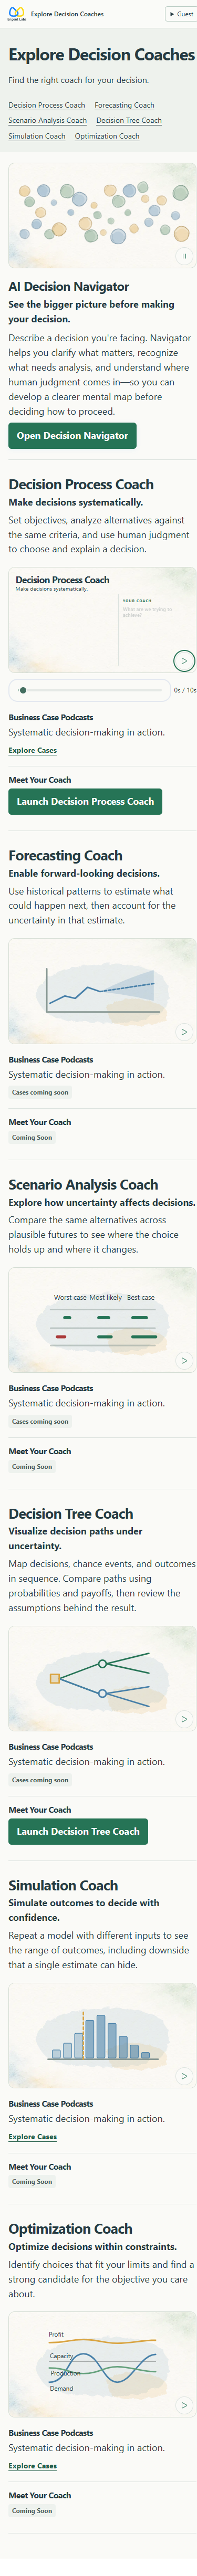 Expert Labs
Explore Decision Coaches
Guest
Explore Decision Coaches
Find the right coach for your decision.
Decision Process Coach Forecasting Coach
Scenario Analysis Coach Decision Tree Coach
Simulation Coach Optimization Coach
AI Decision Navigator
See the bigger picture before making
your decision.
Describe a decision you're facing. Navigator
helps you clarify what matters, recognize
what needs analysis, and understand where
human judgment comes in—so you can
develop a clearer mental map before
deciding how to proceed.
Open Decision Navigator
Decision Process Coach
Make decisions systematically.
Set objectives, analyze alternatives against
the same criteria, and use human judgment
to choose and explain a decision.
Decision Process Coach
Make decisions systematically.
YOUR COACH
What are we trying to
achieve?
0s / 10s
Business Case Podcasts
Systematic decision-making in action.
Explore Cases
Meet Your Coach
Launch Decision Process Coach
Forecasting Coach
Enable forward-looking decisions.
Use historical patterns to estimate what
could happen next, then account for the
uncertainty in that estimate.
Business Case Podcasts
Systematic decision-making in action.
Cases coming soon
Meet Your Coach
Coming Soon
Scenario Analysis Coach
Explore how uncertainty affects decisions.
Compare the same alternatives across
plausible futures to see where the choice
holds up and where it changes.
Worst case Most likely Best case
Business Case Podcasts
Systematic decision-making in action.
Cases coming soon
Meet Your Coach
Coming Soon
Decision Tree Coach
Visualize decision paths under
uncertainty.
Map decisions, chance events, and outcomes
in sequence. Compare paths using
probabilities and payoffs, then review the
assumptions behind the result.
Business Case Podcasts
Systematic decision-making in action.
Cases coming soon
Meet Your Coach
Launch Decision Tree Coach
Simulation Coach
Simulate outcomes to decide with
confidence.
Repeat a model with different inputs to see
the range of outcomes, including downside
that a single estimate can hide.
Business Case Podcasts
Systematic decision-making in action.
Explore Cases
Meet Your Coach
Coming Soon
Optimization Coach
Optimize decisions within constraints.
Identify choices that fit your limits and find a
strong candidate for the objective you care
about.
Profit
Capacity
Production
Demand
Business Case Podcasts
Systematic decision-making in action.
Explore Cases
Meet Your Coach
Coming Soon